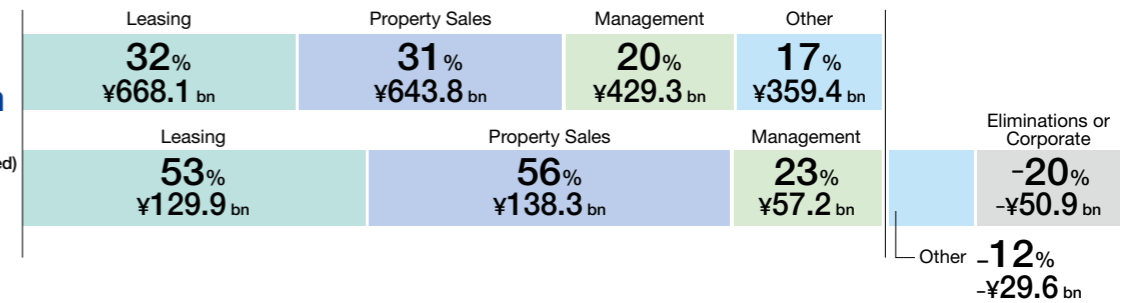 Leasing Property Sales Management Other
32% 31% 20% 17%
¥668.1 bn ¥643.8 bn ¥429.3 bn ¥359.4 bn
Eliminations or
Corporate
Leasing Property Sales Management
53% 56% 23% -20%
¥129.9 bn ¥138.3 bn ¥57.2 bn -¥50.9 bn
Other -12%
-¥29.6 bn